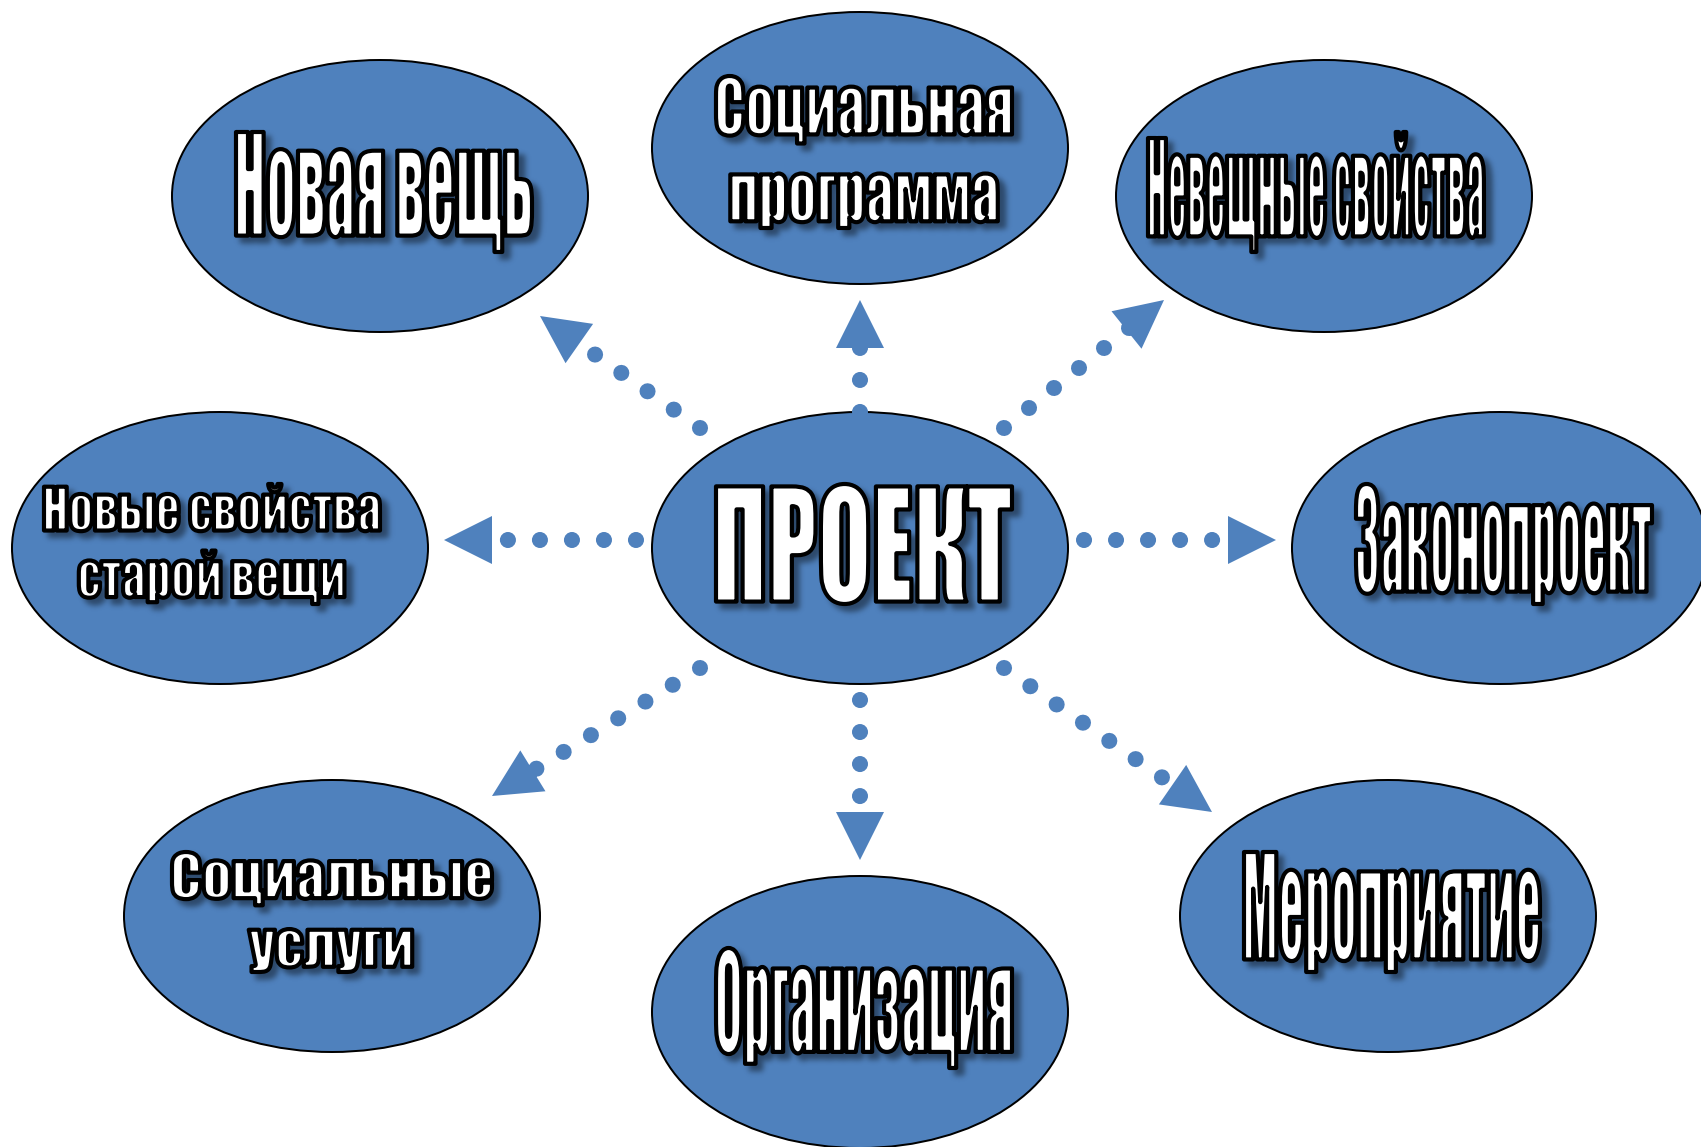 Новая вещь
Социальная
программа
Невещные свойства
Новые свойства
старой вещи
ПРОЕКТ
Законопроект
Социальные
услуги
Организация
Мероприятие